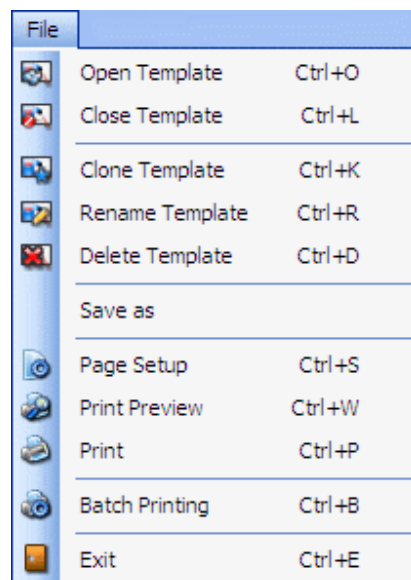 File
Open Template Ctrl+O
Close Template Ctrl+L
Clone Template Ctrl+K
Rename Template Ctrl+R
Delete Template Ctrl+D
Save as
Page Setup Ctrl+S
Print Preview Ctrl+W
Print Ctrl+P
Batch Printing Ctrl+B
Exit Ctrl+E